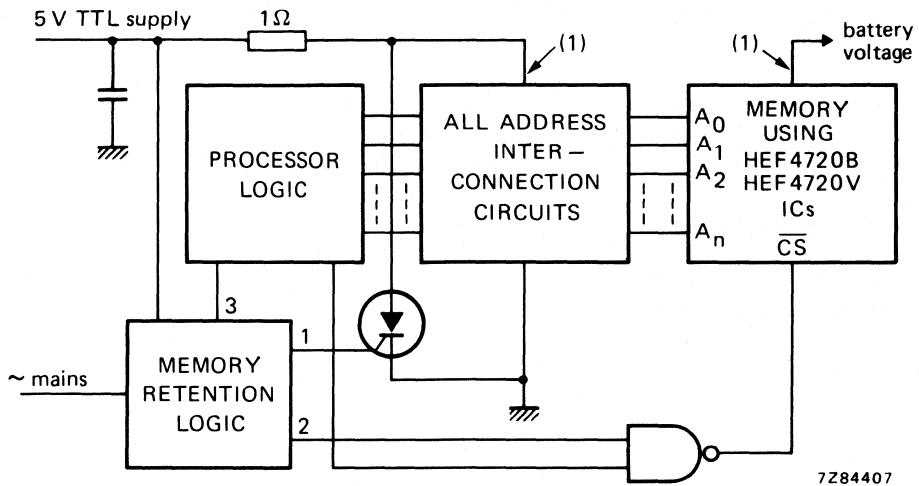 5 V TTL supply
1Ω
(1)
(1)
battery
voltage
PROCESSOR
LOGIC
ALL ADDRESS
INTER –
CONNECTION
CIRCUITS
A0
A1
A2
An
MEMORY
USING
HEF4720B
HEF4720V
ICs
CS
3
1
2
~ mains
MEMORY
RETENTION
LOGIC
7Z84407